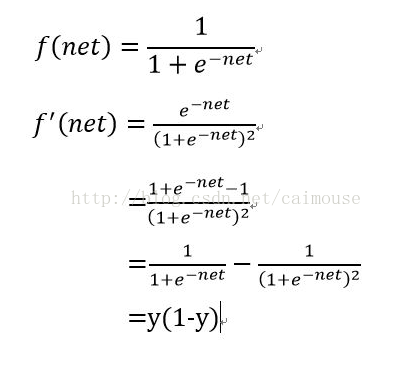 f(net) = 1 / (1 + e^{-net})
f′(net) = e^{-net} / (1+e^{-net})^2
= (1+e^{-net}-1) / (1+e^{-net})^2
http://blog.csdn.net/caimouse
= 1 / (1+e^{-net}) − 1 / (1+e^{-net})^2
=y(1-y)